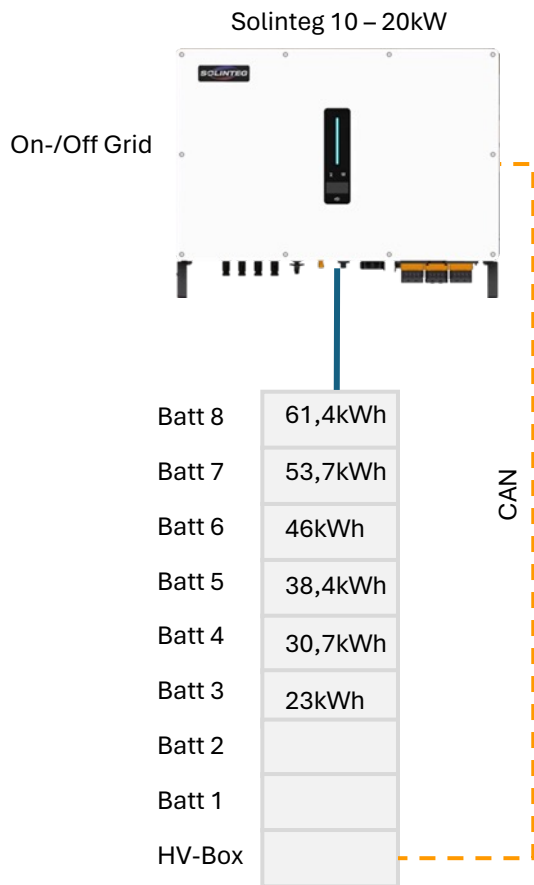 Solinteg 10 – 20kW
SOLINTEG
On-/Off Grid
Batt 8 61,4kWh
Batt 7 53,7kWh
Batt 6 46kWh
Batt 5 38,4kWh
Batt 4 30,7kWh
Batt 3 23kWh
Batt 2
Batt 1
HV-Box
CAN